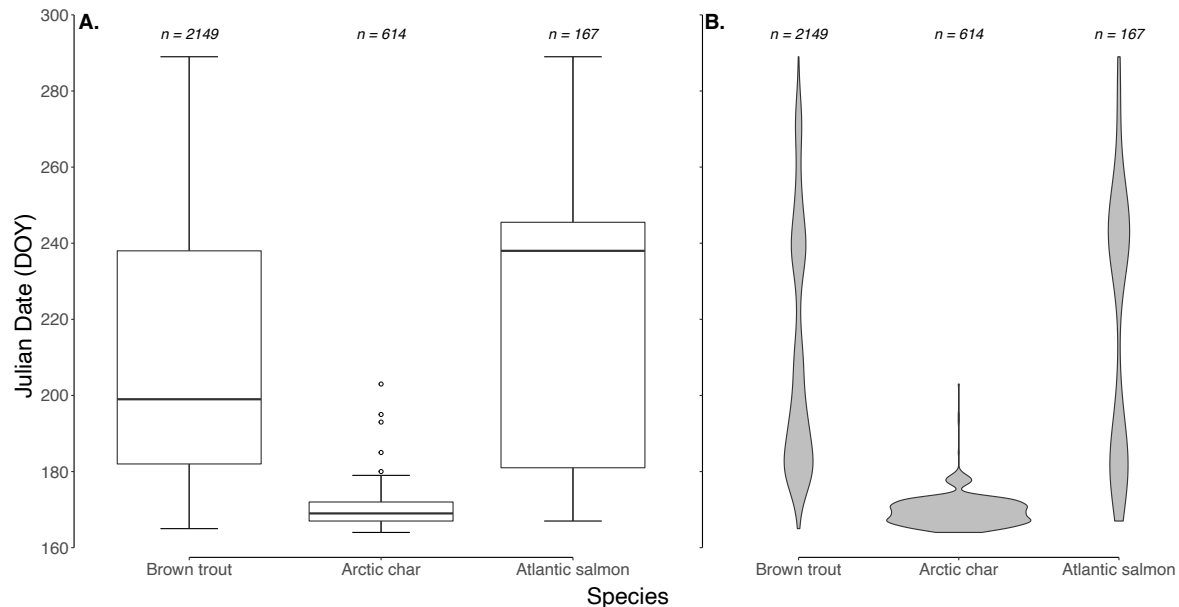 A.
B.
n = 2149
n = 614
n = 167
n = 2149
n = 614
n = 167
300
280
260
240
220
200
180
160
Julian Date (DOY)
Brown trout
Arctic char
Atlantic salmon
Brown trout
Arctic char
Atlantic salmon
Species